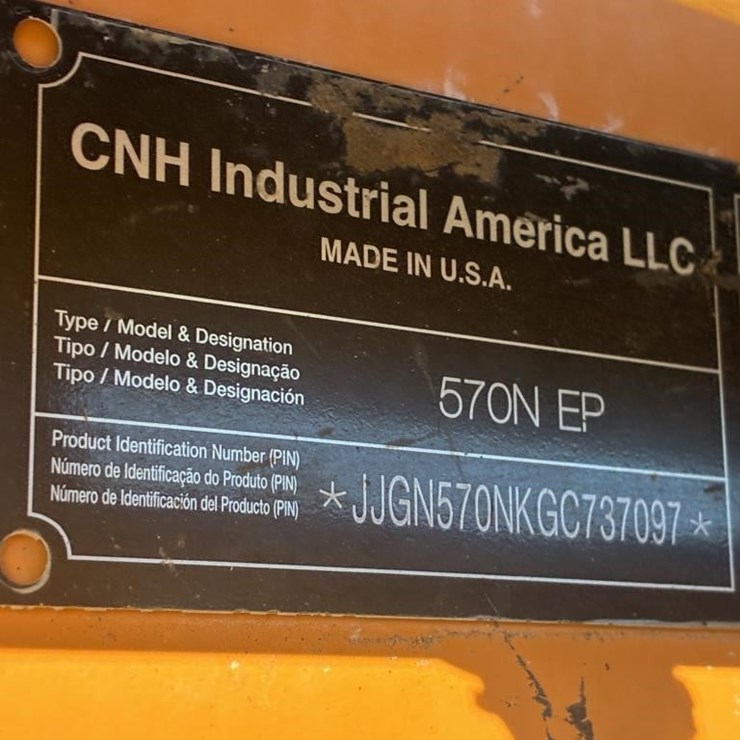 CNH Industrial America LLC
MADE IN U.S.A.
Type / Model & Designation
Tipo / Modelo & Designação
Tipo / Modelo & Designación
570N EP
Product Identification Number (PIN)
Número de Identificação do Produto (PIN)
Número de Identificación del Producto (PIN)
*JJGN570NKGC737097*